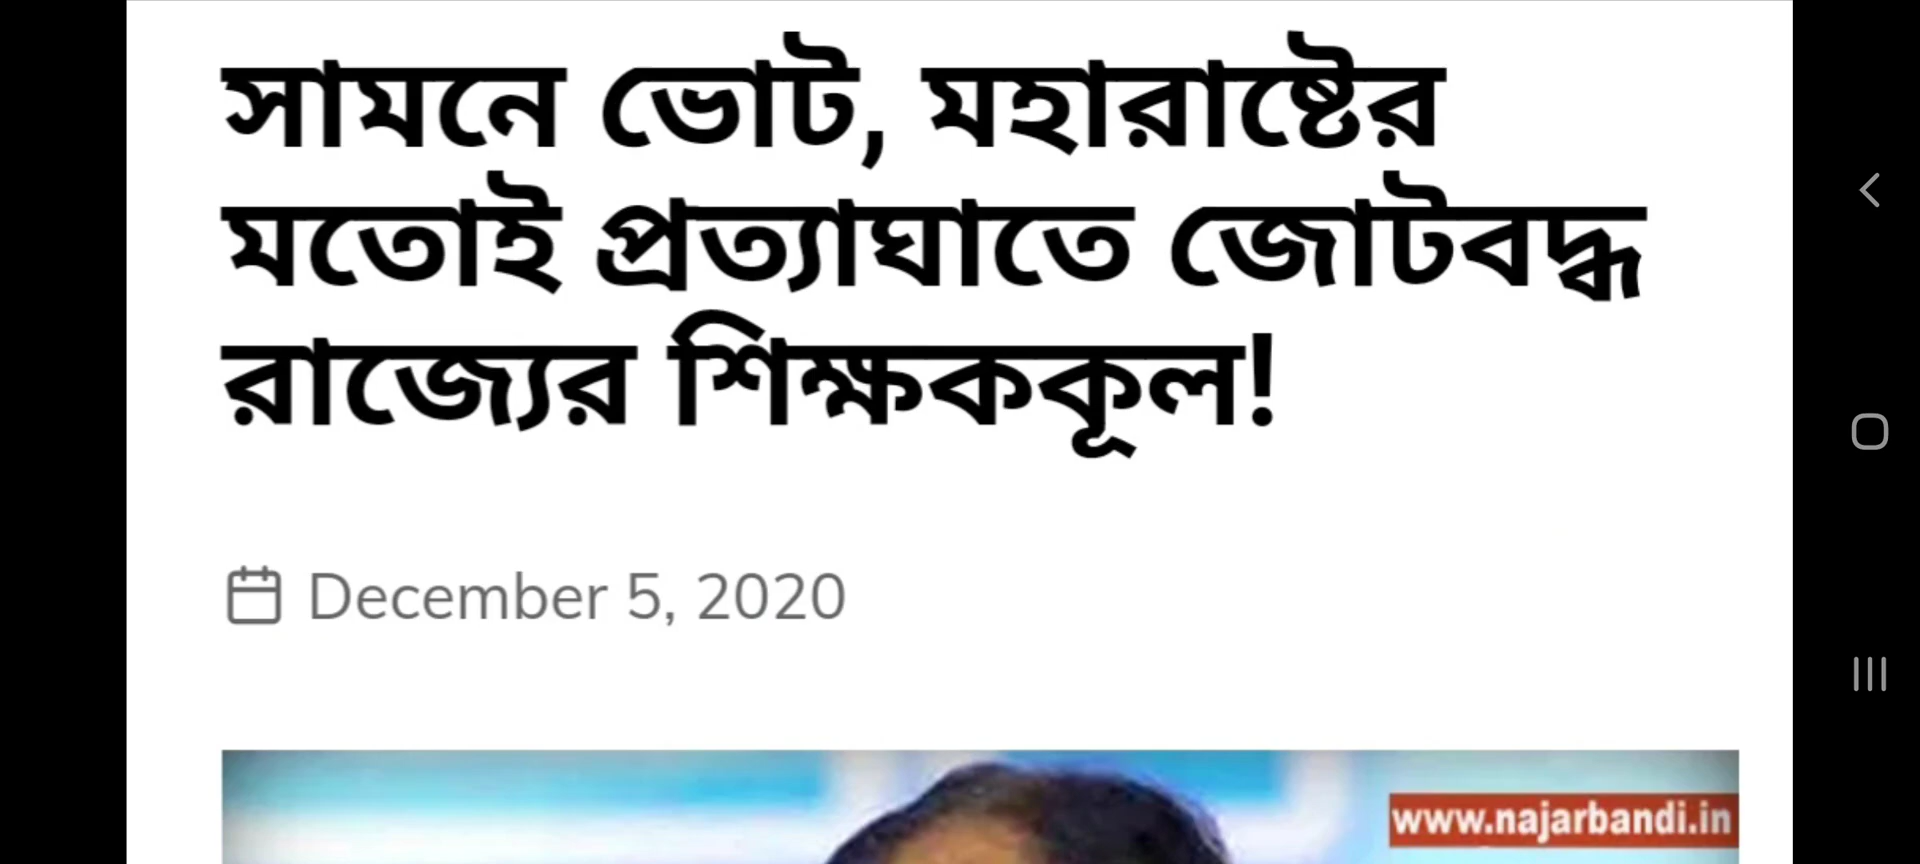 সামনে ভোট, মহারাষ্টের
মতোই প্রত্যাঘাতে জোটবদ্ধ
রাজ্যের শিক্ষককূল!
December 5, 2020
www.najarbandi.in